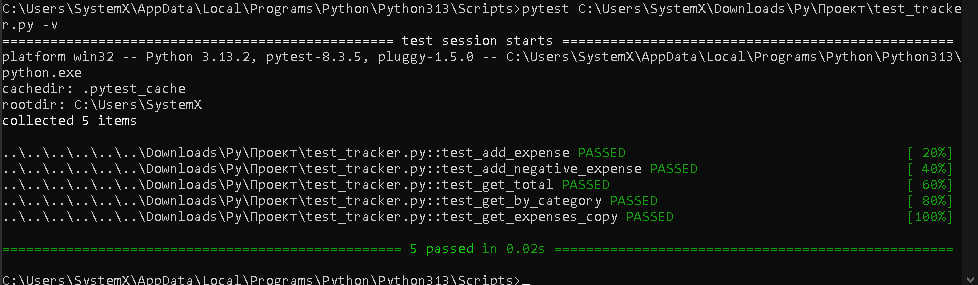 C:\Users\SystemX\AppData\Local\Programs\Python\Python313\Scripts>pytest C:\Users\SystemX\Downloads\Py\Проект\test_tracke
r.py -v
================================================= test session starts =================================================
platform win32 -- Python 3.13.2, pytest-8.3.5, pluggy-1.5.0 -- C:\Users\SystemX\AppData\Local\Programs\Python\Python313\
python.exe
cachedir: .pytest_cache
rootdir: C:\Users\SystemX
collected 5 items
..\..\..\..\..\..\Downloads\Py\Проект\test_tracker.py::test_add_expense PASSED [ 20%]
..\..\..\..\..\..\Downloads\Py\Проект\test_tracker.py::test_add_negative_expense PASSED [ 40%]
..\..\..\..\..\..\Downloads\Py\Проект\test_tracker.py::test_get_total PASSED [ 60%]
..\..\..\..\..\..\Downloads\Py\Проект\test_tracker.py::test_get_by_category PASSED [ 80%]
..\..\..\..\..\..\Downloads\Py\Проект\test_tracker.py::test_get_expenses_copy PASSED [100%]
================================================== 5 passed in 0.02s ==================================================
C:\Users\SystemX\AppData\Local\Programs\Python\Python313\Scripts>_